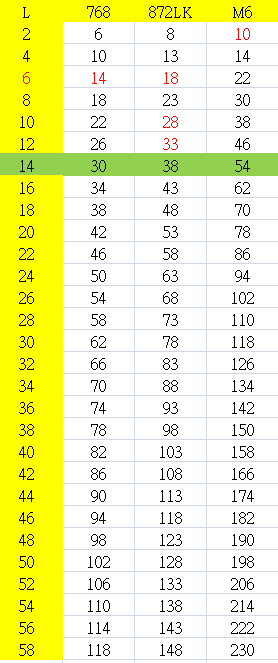 L 768 872LK M6
2 6 8 10
4 10 13 14
6 14 18 22
8 18 23 30
10 22 28 38
12 26 33 46
14 30 38 54
16 34 43 62
18 38 48 70
20 42 53 78
22 46 58 86
24 50 63 94
26 54 68 102
28 58 73 110
30 62 78 118
32 66 83 126
34 70 88 134
36 74 93 142
38 78 98 150
40 82 103 158
42 86 108 166
44 90 113 174
46 94 118 182
48 98 123 190
50 102 128 198
52 106 133 206
54 110 138 214
56 114 143 222
58 118 148 230